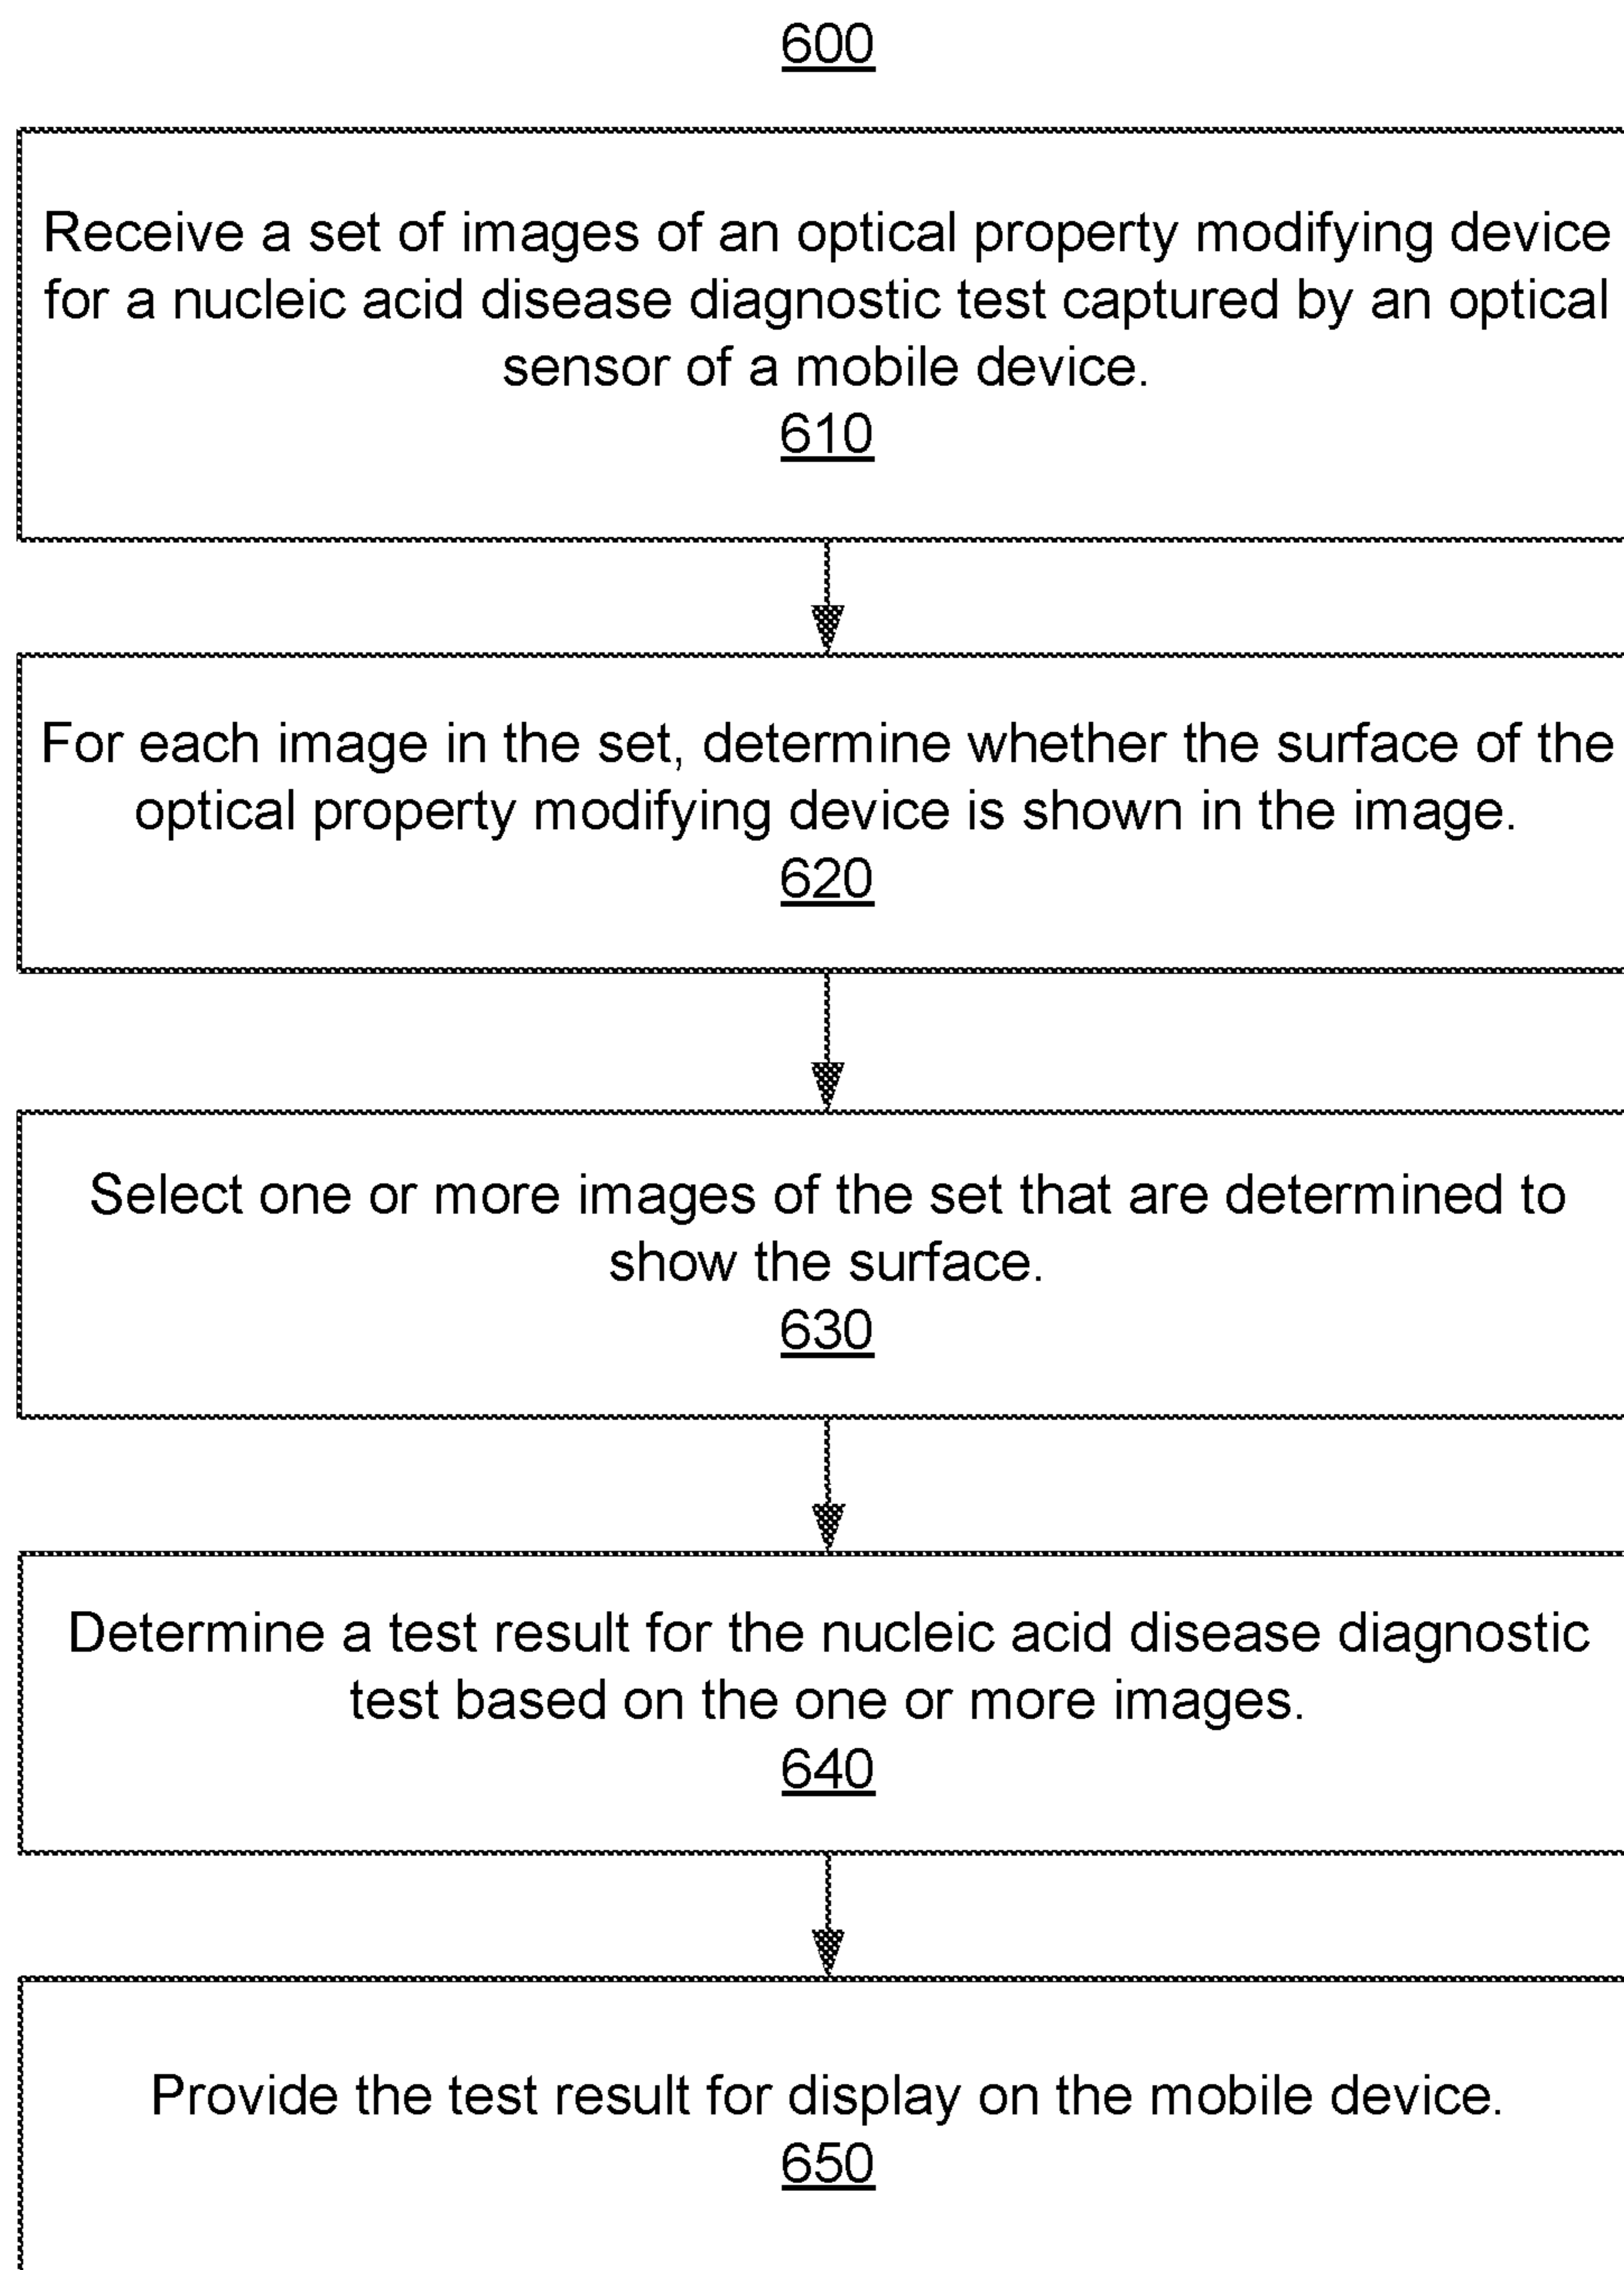 600
Receive a set of images of an optical property modifying device
for a nucleic acid disease diagnostic test captured by an optical
sensor of a mobile device.
610
For each image in the set, determine whether the surface of the
optical property modifying device is shown in the image.
620
Select one or more images of the set that are determined to
show the surface.
630
Determine a test result for the nucleic acid disease diagnostic
test based on the one or more images.
640
Provide the test result for display on the mobile device.
650